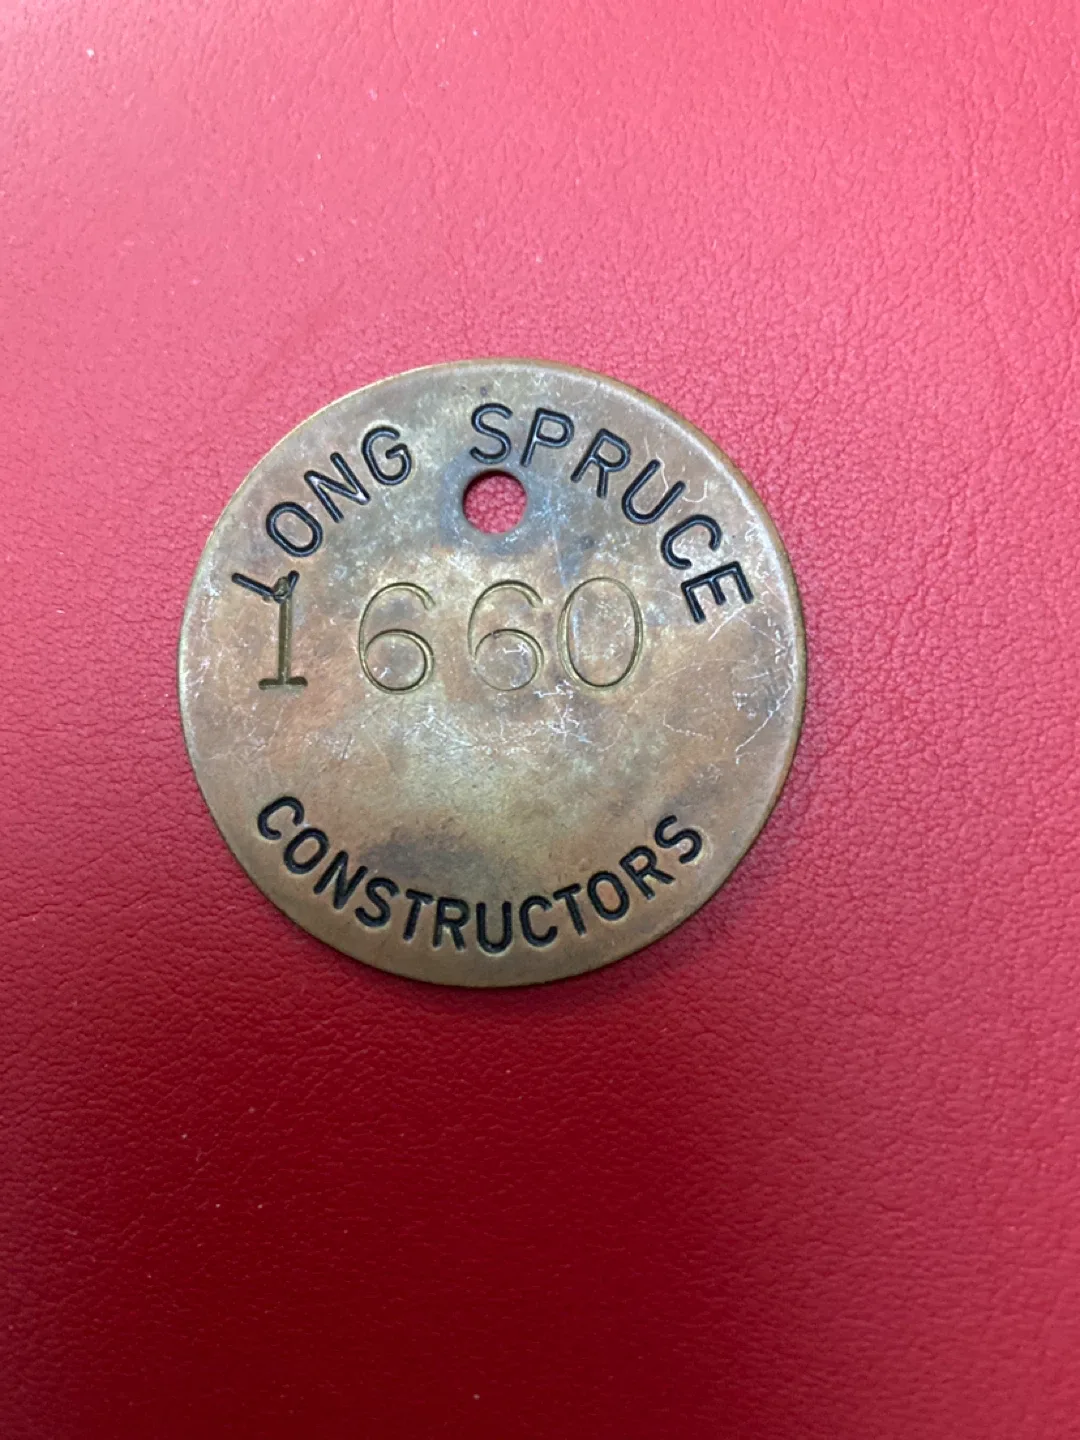 LONG SPRUCE
1660
CONSTRUCTORS